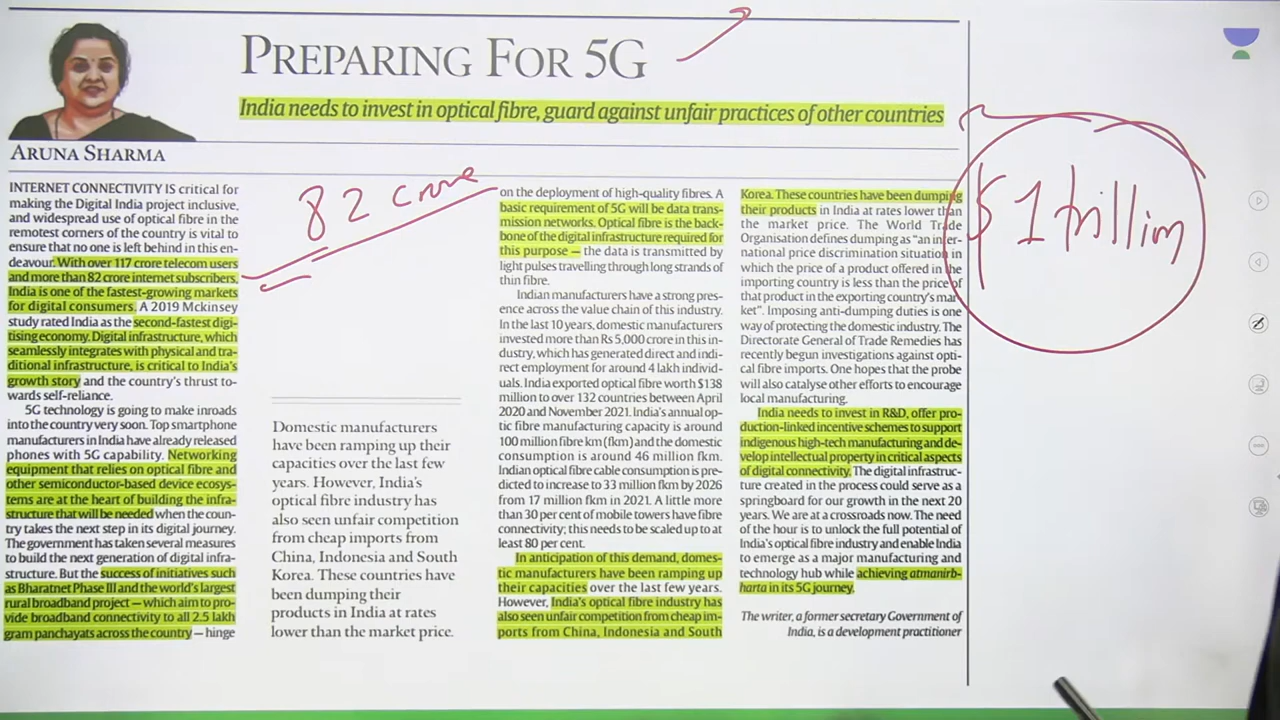 PREPARING FOR 5G
India needs to invest in optical fibre, guard against unfair practices of other countries
ARUNA SHARMA
INTERNET CONNECTIVITY IS critical for
making the Digital India project inclusive,
and widespread use of optical fibre in the
remotest corners of the country is vital to
ensure that no one is left behind in this en-
deavour. With over 117 crore telecom users
and more than 82 crore internet subscribers,
India is one of the fastest-growing markets
for digital consumers. A 2019 Mckinsey
study rated India as the second-fastest digi-
tising economy. Digital infrastructure, which
seamlessly integrates with physical and tra-
ditional infrastructure, is critical to India's
growth story and the country's thrust to-
wards self-reliance.
5G technology is going to make inroads
into the country very soon. Top smartphone
manufacturers in India have already released
phones with 5G capability. Networking
equipment that relies on optical fibre and
other semiconductor-based device ecosys-
tems are at the heart of building the infra-
structure that will be needed when the coun-
try takes the next step in its digital journey.
The government has taken several measures
to build the next generation of digital infra-
structure. But the success of initiatives such
as Bharatnet Phase III and the world's largest
rural broadband project — which aim to pro-
vide broadband connectivity to all 2.5 lakh
gram panchayats across the country — hinge
82 crore
Domestic manufacturers
have been ramping up their
capacities over the last few
years. However, India's
optical fibre industry has
also seen unfair competition
from cheap imports from
China, Indonesia and South
Korea. These countries have
been dumping their
products in India at rates
lower than the market price.
on the deployment of high-quality fibres. A
basic requirement of 5G will be data trans-
mission networks. Optical fibre is the back-
bone of the digital infrastructure required for
this purpose — the data is transmitted by
light pulses travelling through long strands of
thin fibre.
Indian manufacturers have a strong pres-
ence across the value chain of this industry.
In the last 10 years, domestic manufacturers
invested more than Rs 5,000 crore in this in-
dustry, which has generated direct and indi-
rect employment for around 4 lakh individ-
uals. India exported optical fibre worth $138
million to over 132 countries between April
2020 and November 2021. India's annual op-
tic fibre manufacturing capacity is around
100 million fibre km (fkm) and the domestic
consumption is around 46 million fkm.
Indian optical fibre cable consumption is pre-
dicted to increase to 33 million fkm by 2026
from 17 million fkm in 2021. A little more
than 30 per cent of mobile towers have fibre
connectivity; this needs to be scaled up to at
least 80 per cent.
In anticipation of this demand, domes-
tic manufacturers have been ramping up
their capacities over the last few years.
However, India's optical fibre industry has
also seen unfair competition from cheap im-
ports from China, Indonesia and South
Korea. These countries have been dumping
their products in India at rates lower than
the market price. The World Trade
Organisation defines dumping as "an inter-
national price discrimination situation in
which the price of a product offered in the
importing country is less than the price of
that product in the exporting country's mar-
ket". Imposing anti-dumping duties is one
way of protecting the domestic industry. The
Directorate General of Trade Remedies has
recently begun investigations against opti-
cal fibre imports. One hopes that the probe
will also catalyse other efforts to encourage
local manufacturing.
India needs to invest in R&D, offer pro-
duction-linked incentive schemes to support
indigenous high-tech manufacturing and de-
velop intellectual property in critical aspects
of digital connectivity. The digital infrastruc-
ture created in the process could serve as a
springboard for our growth in the next 20
years. We are at a crossroads now. The need
of the hour is to unlock the full potential of
India's optical fibre industry and enable India
to emerge as a major manufacturing and
technology hub while achieving atmanirb-
harta in its 5G journey.
The writer, a former secretary Government of
India, is a development practitioner
$ 1 trillion